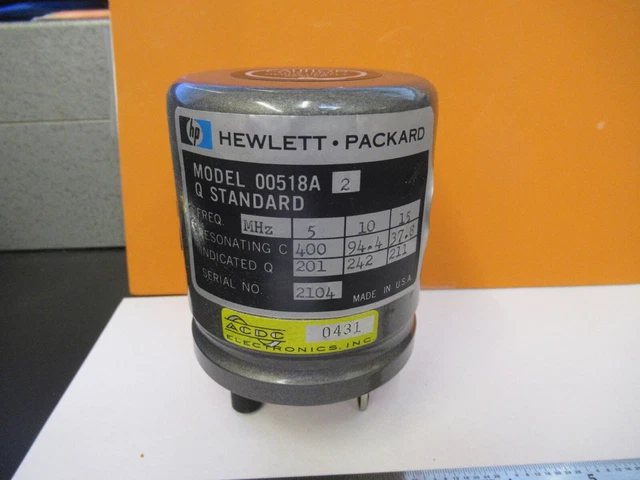 hp HEWLETT • PACKARD
MODEL 00518A 2
Q STANDARD
FREQ. MHz 5 10 15
RESONATING C 400 94.4 37.8
INDICATED Q 201 242 211
SERIAL NO. 2104 MADE IN U.S.A.
ACDC 0431
ELECTRONICS, INC
5